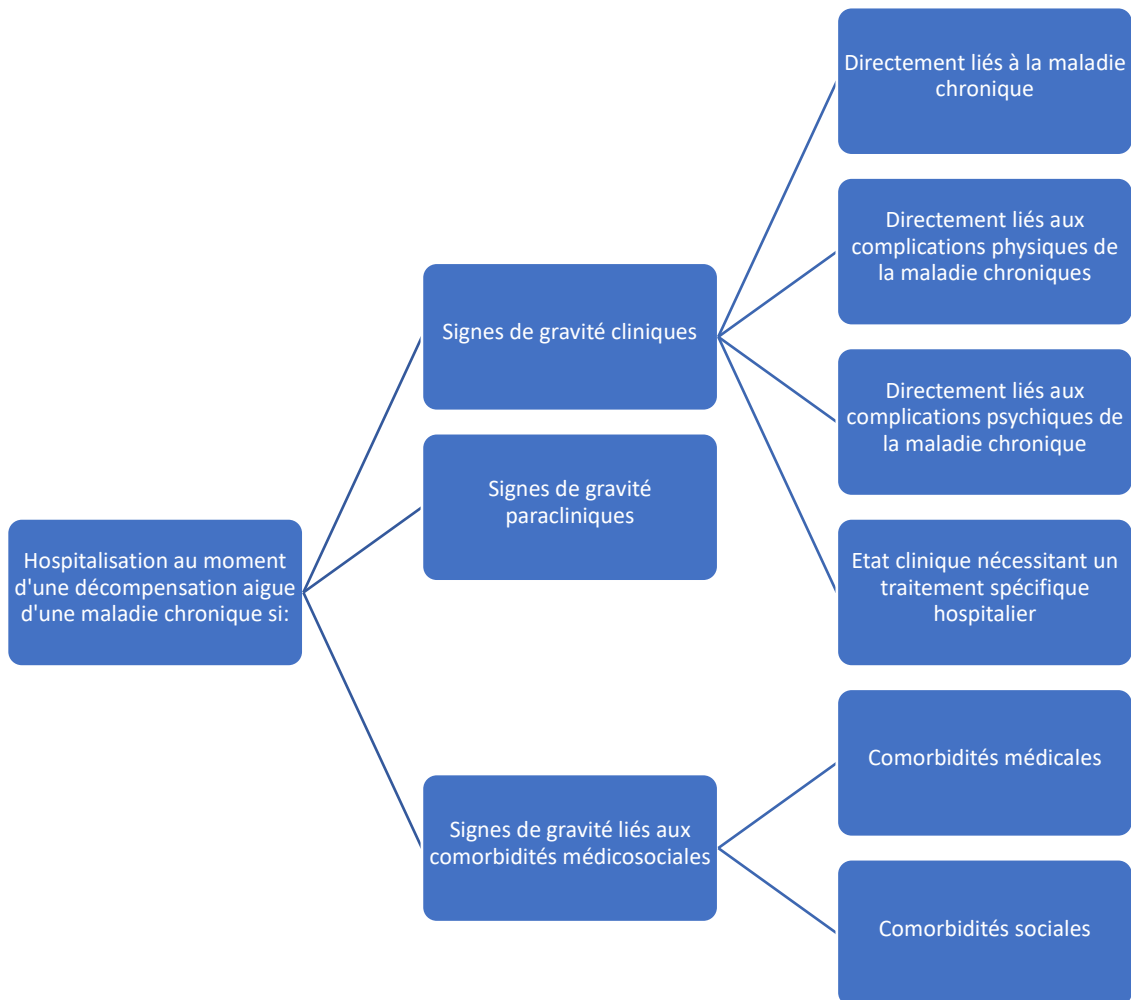 Hospitalisation au moment
d'une décompensation aigue
d'une maladie chronique si:
Signes de gravité cliniques
Directement liés à la maladie
chronique
Directement liés aux
complications physiques de
la maladie chroniques
Directement liés aux
complications psychiques de
la maladie chronique
Etat clinique nécessitant un
traitement spécifique
hospitalier
Signes de gravité
paracliniques
Signes de gravité liés aux
comorbidités médicosociales
Comorbidités médicales
Comorbidités sociales